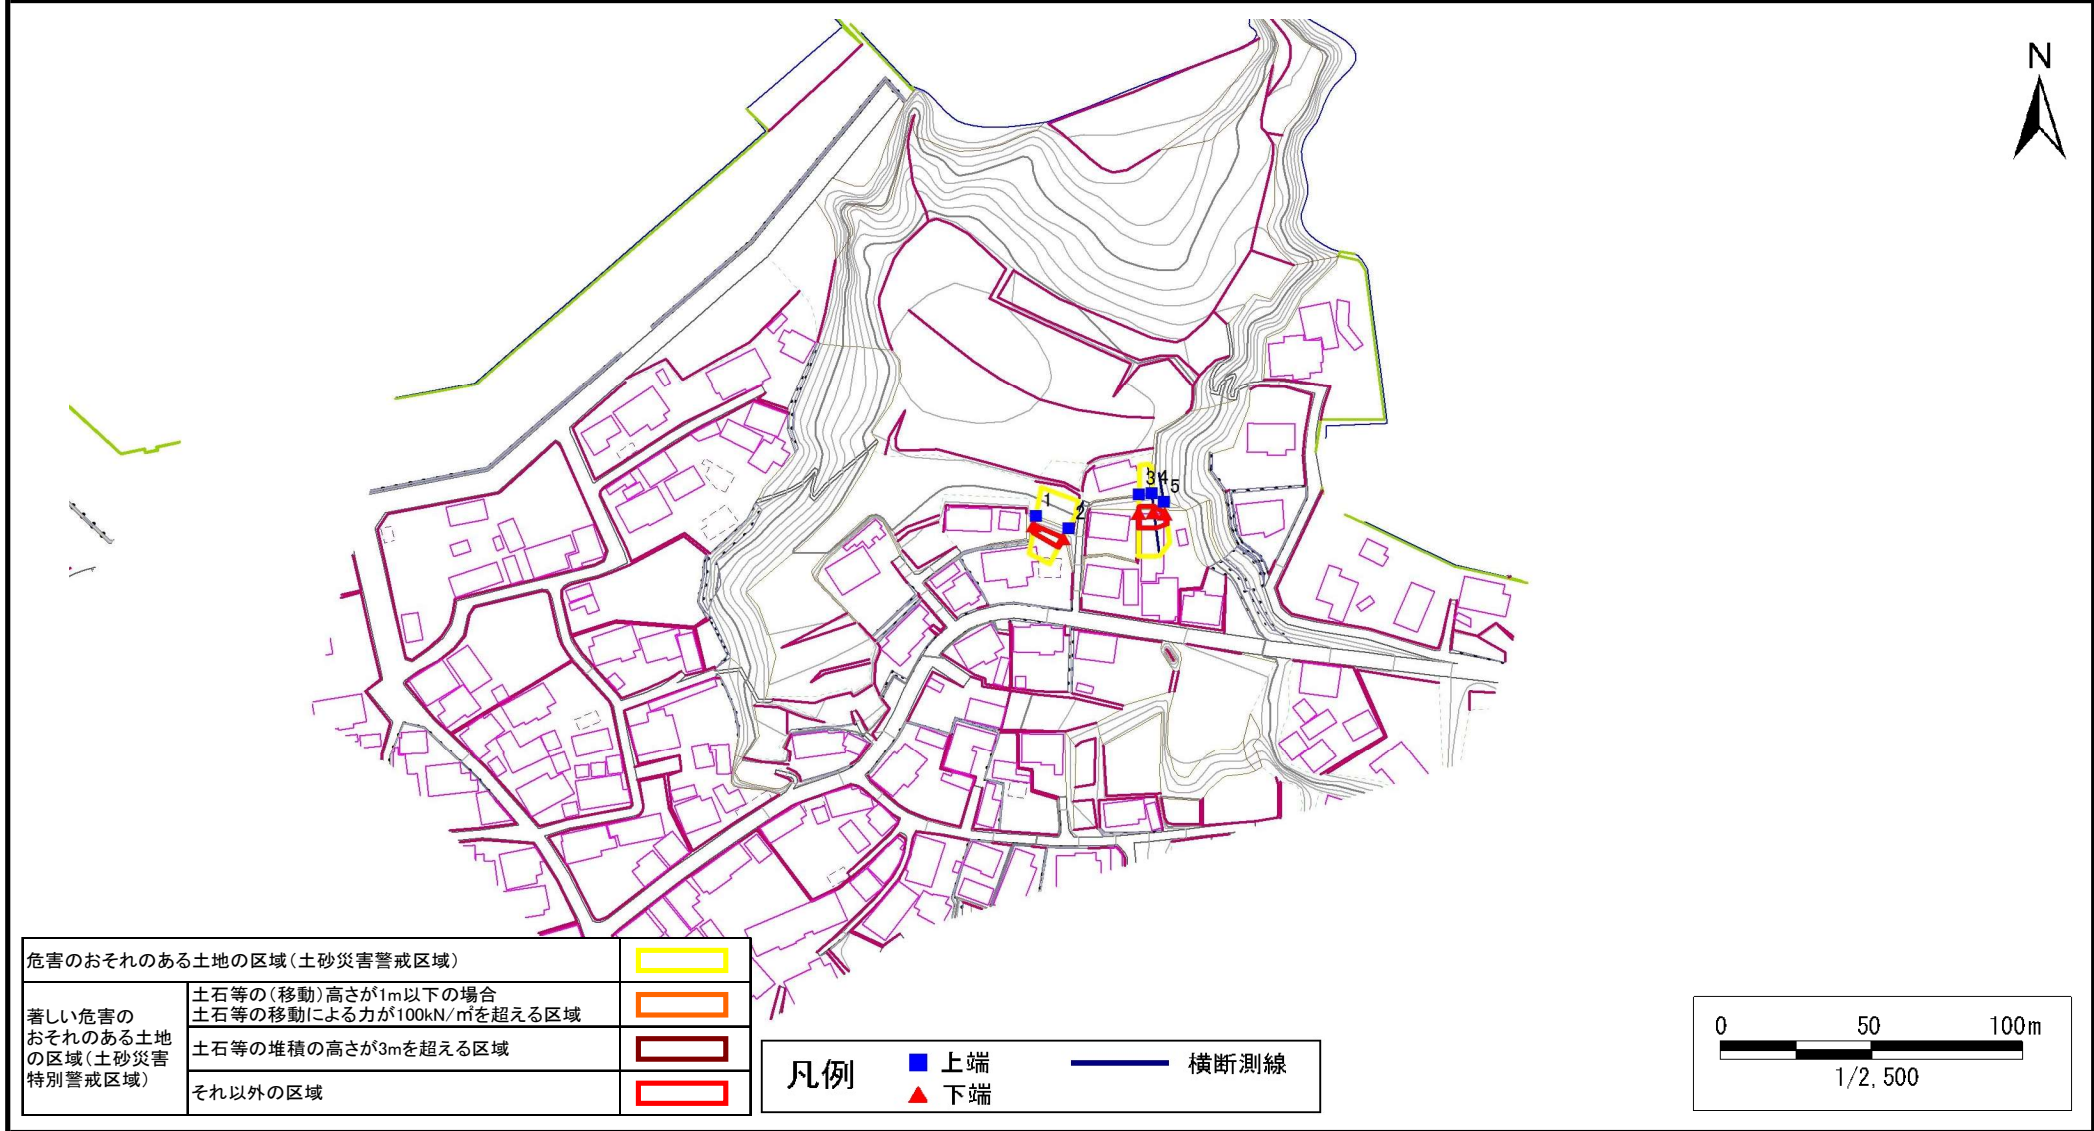 N
1
2
3
4
5
危害のおそれのある土地の区域(土砂災害警戒区域)
著しい危害の
おそれのある土地
の区域(土砂災害
特別警戒区域)
土石等の(移動)高さが1m以下の場合
土石等の移動による力が100kN/㎡を超える区域
土石等の堆積の高さが3mを超える区域
それ以外の区域
凡例
上端
横断測線
下端
0 50 100m
1/2,500